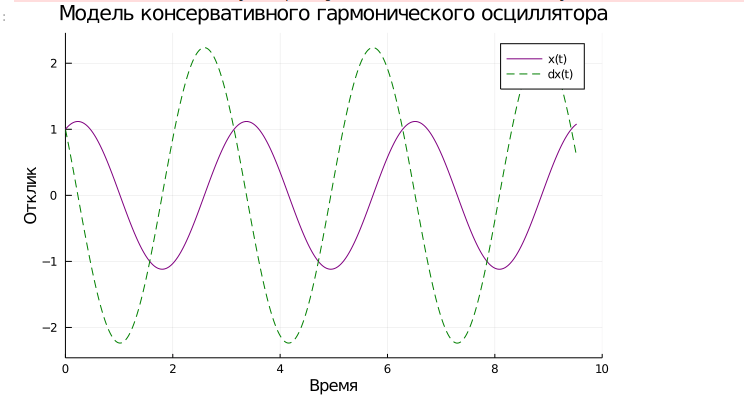 Модель консервативного гармонического осциллятора
x(t)
dx(t)
2
1
0
−1
−2
Отклик
0 2 4 6 8 10
Время